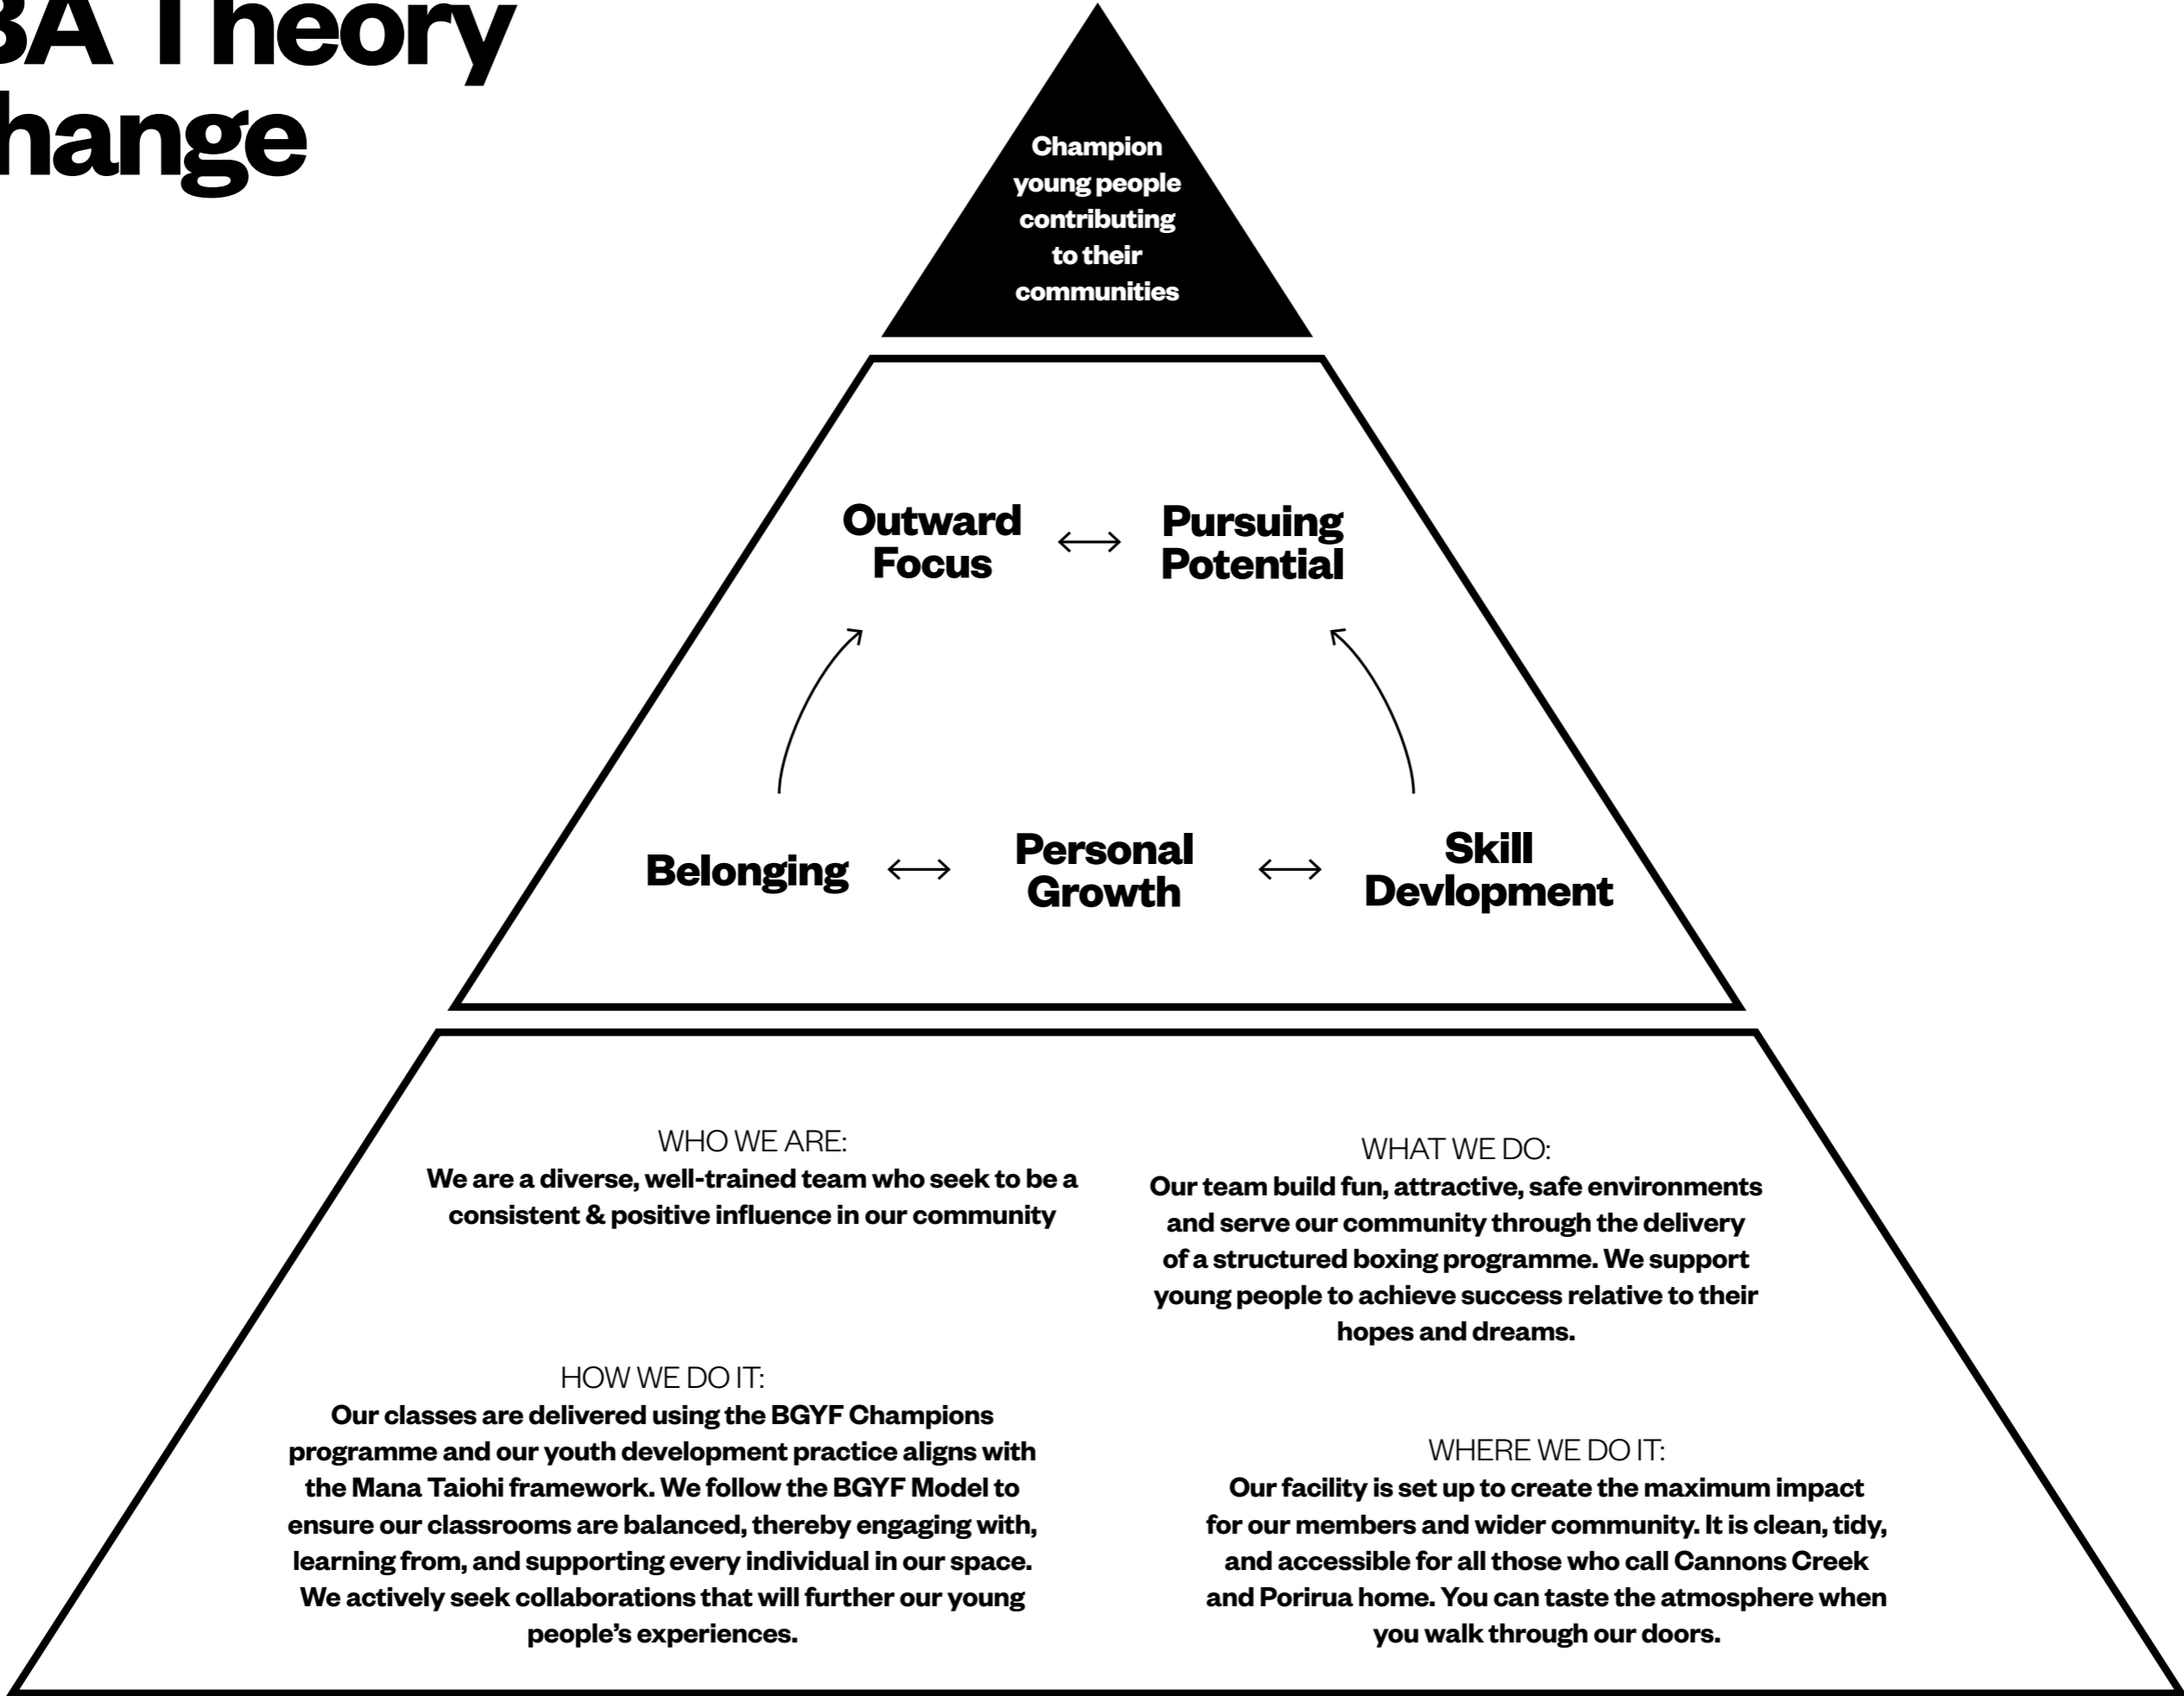 BA Theory
hange
Champion
young people
contributing
to their
communities
Outward
Focus
Pursuing
Potential
Belonging
Personal
Growth
Skill
Devlopment
WHO WE ARE:
We are a diverse, well-trained team who seek to be a
consistent & positive influence in our community
WHAT WE DO:
Our team build fun, attractive, safe environments
and serve our community through the delivery
of a structured boxing programme. We support
young people to achieve success relative to their
hopes and dreams.
HOW WE DO IT:
Our classes are delivered using the BGYF Champions
programme and our youth development practice aligns with
the Mana Taiohi framework. We follow the BGYF Model to
ensure our classrooms are balanced, thereby engaging with,
learning from, and supporting every individual in our space.
We actively seek collaborations that will further our young
people’s experiences.
WHERE WE DO IT:
Our facility is set up to create the maximum impact
for our members and wider community. It is clean, tidy,
and accessible for all those who call Cannons Creek
and Porirua home. You can taste the atmosphere when
you walk through our doors.